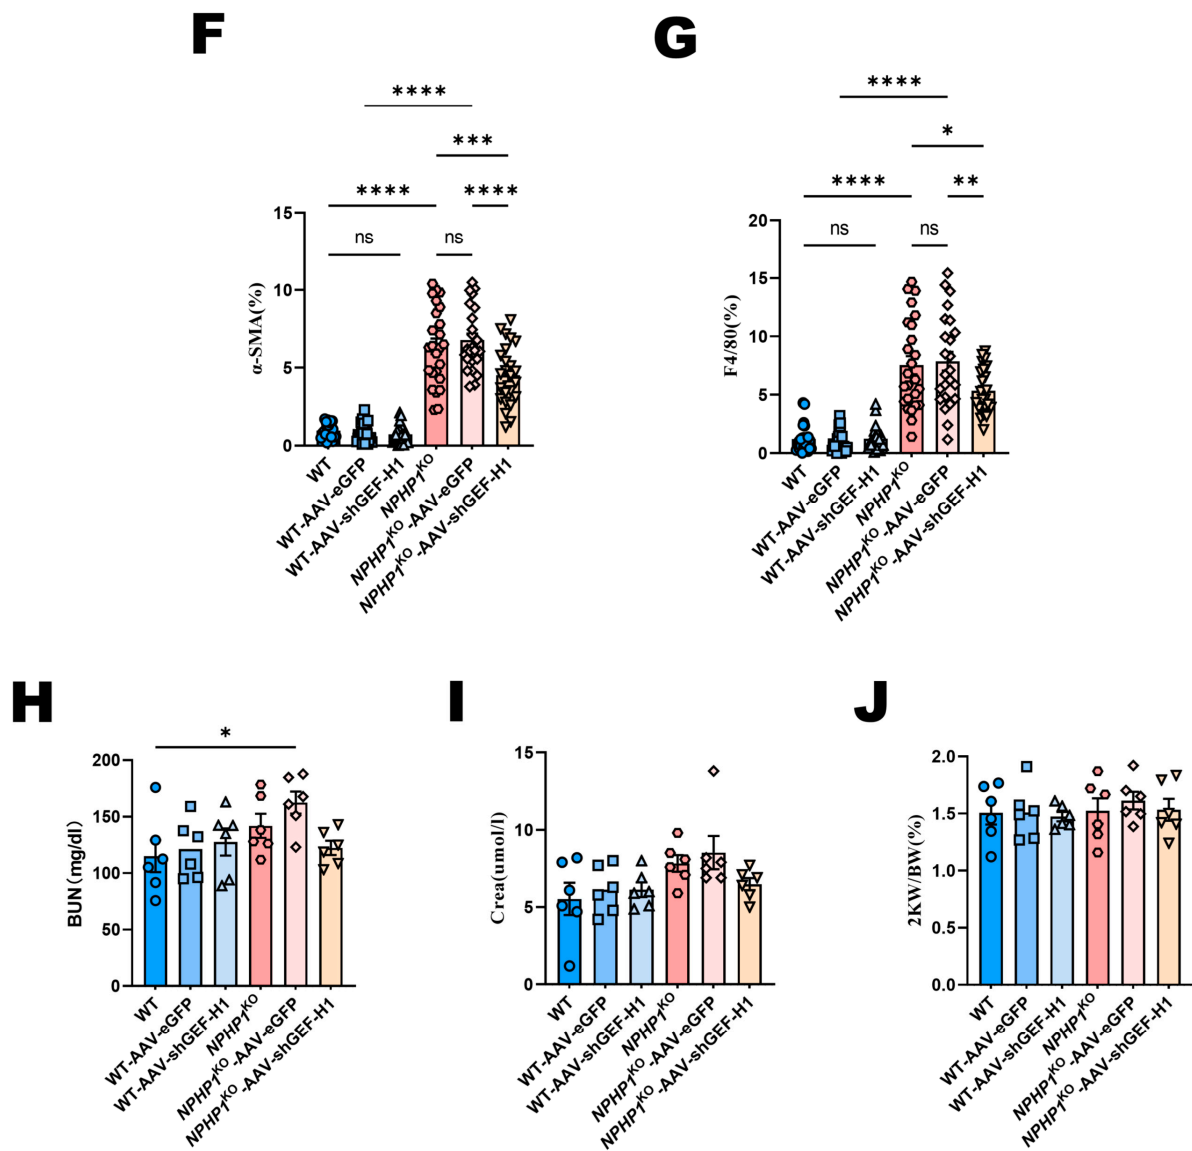 F
****
***
****
****
ns
ns
α-SMA(%)
15
10
5
0
WT
WT-AAV-eGFP
WT-AAV-shGEF-H1
NPHP1KO
NPHP1KO-AAV-eGFP
NPHP1KO-AAV-shGEF-H1
G
****
*
****
**
ns
ns
F4/80(%)
20
15
10
5
0
WT
WT-AAV-eGFP
WT-AAV-shGEF-H1
NPHP1KO
NPHP1KO-AAV-eGFP
NPHP1KO-AAV-shGEF-H1
H
*
BUN (mg/dl)
200
150
100
50
0
WT
WT-AAV-eGFP
WT-AAV-shGEF-H1
NPHP1KO
NPHP1KO-AAV-eGFP
NPHP1KO-AAV-shGEF-H1
I
Crea(umol/l)
15
10
5
0
WT
WT-AAV-eGFP
WT-AAV-shGEF-H1
NPHP1KO
NPHP1KO-AAV-eGFP
NPHP1KO-AAV-shGEF-H1
J
2KW/BW(%)
2.0
1.5
1.0
0.5
0.0
WT
WT-AAV-eGFP
WT-AAV-shGEF-H1
NPHP1KO
NPHP1KO-AAV-eGFP
NPHP1KO-AAV-shGEF-H1